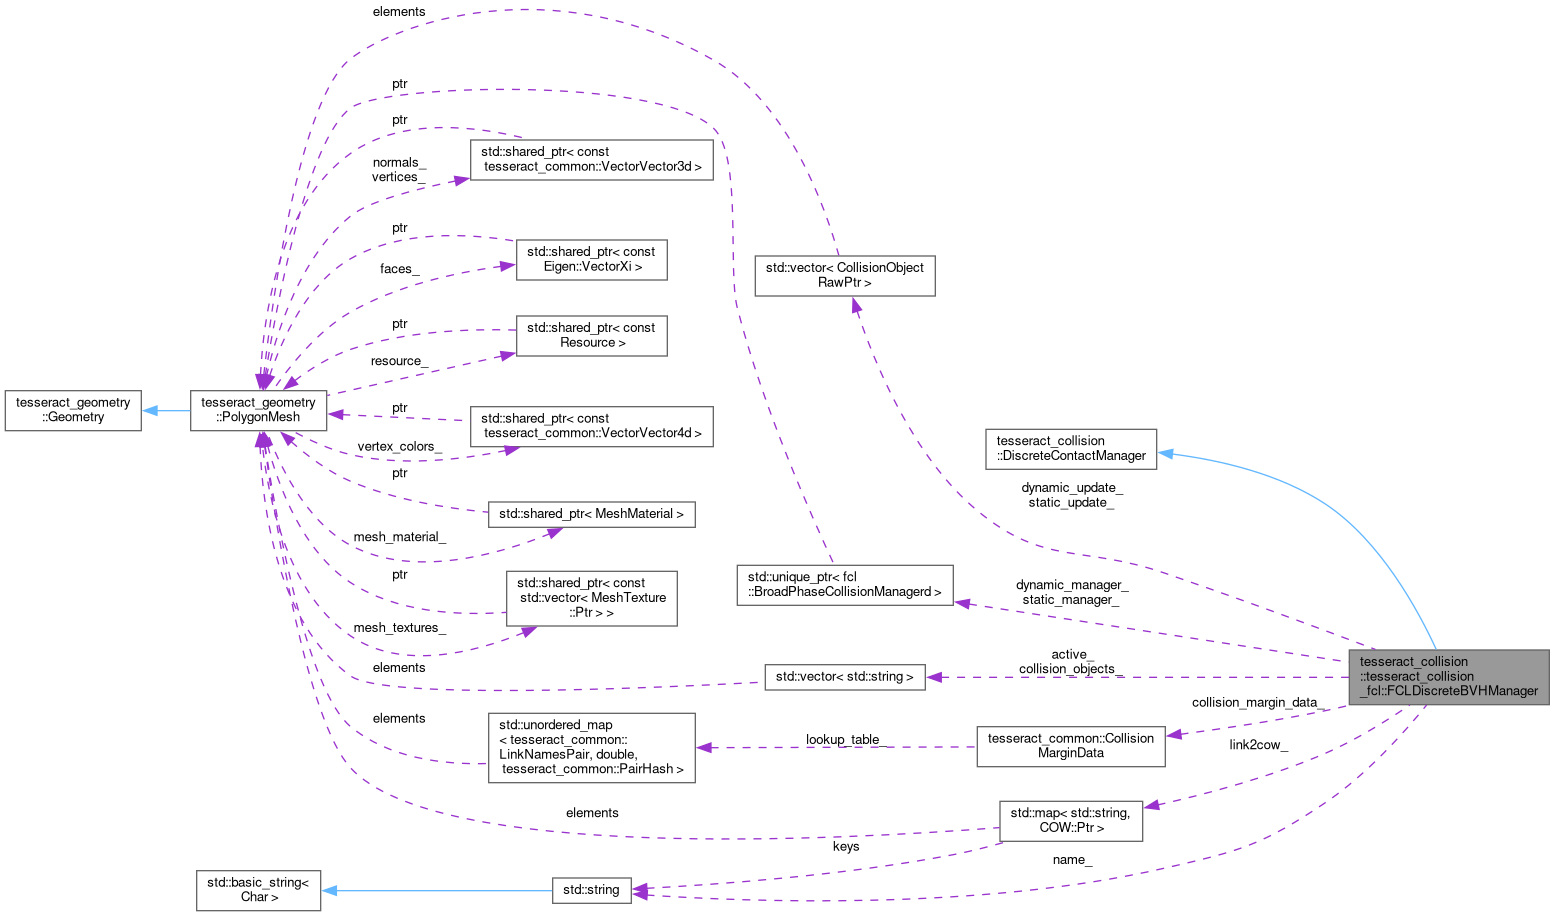 elements
ptr
ptr
std::shared_ptr< const
tesseract_common::VectorVector3d >
normals_
vertices_
ptr
std::shared_ptr< const
Eigen::VectorXi >
faces_
std::vector< CollisionObject
RawPtr >
ptr
std::shared_ptr< const
Resource >
resource_
tesseract_geometry
::Geometry
tesseract_geometry
::PolygonMesh
ptr
std::shared_ptr< const
tesseract_common::VectorVector4d >
vertex_colors_
tesseract_collision
::DiscreteContactManager
ptr
dynamic_update_
static_update_
std::shared_ptr< MeshMaterial >
mesh_material_
ptr
std::shared_ptr< const
std::vector< MeshTexture
::Ptr > >
std::unique_ptr< fcl
::BroadPhaseCollisionManagerd >
dynamic_manager_
static_manager_
mesh_textures_
elements
std::vector< std::string >
active_
collision_objects_
tesseract_collision
::tesseract_collision
_fcl::FCLDiscreteBVHManager
elements
std::unordered_map
< tesseract_common::
LinkNamesPair, double,
tesseract_common::PairHash >
lookup_table_
tesseract_common::Collision
MarginData
collision_margin_data_
link2cow_
elements
std::map< std::string,
COW::Ptr >
keys
name_
std::basic_string<
Char >
std::string